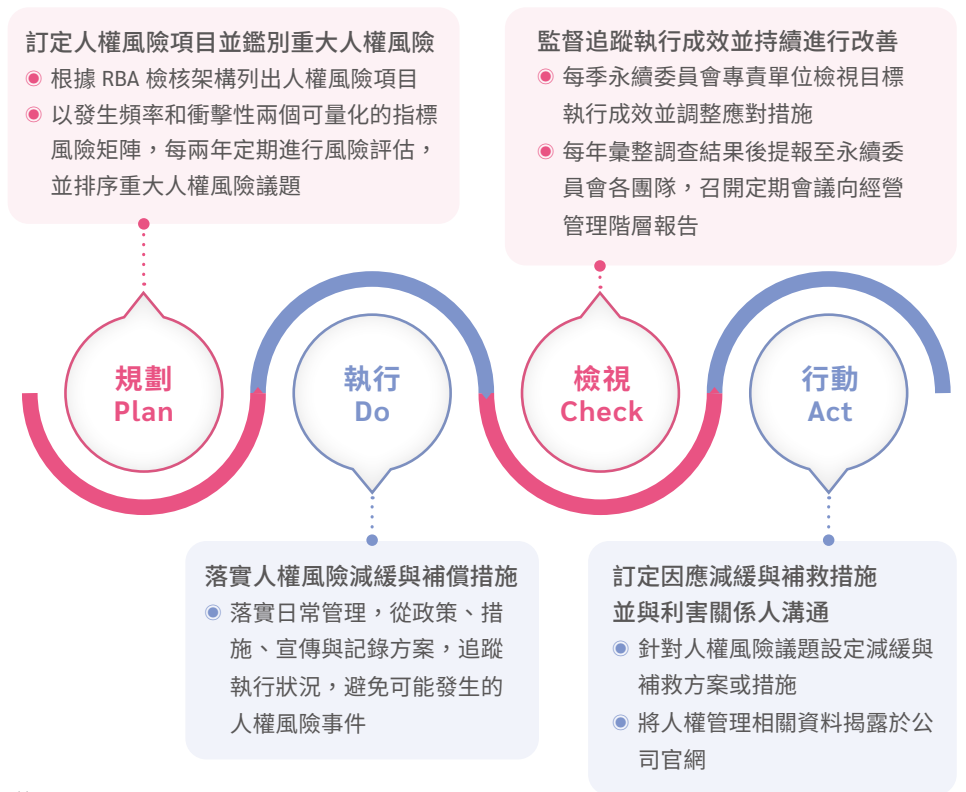 訂定人權風險項目並鑑別重大人權風險
◉ 根據 RBA 檢核架構列出人權風險項目
◉ 以發生頻率和衝擊性兩個可量化的指標
風險矩陣，每兩年定期進行風險評估，
並排序重大人權風險議題
監督追蹤執行成效並持續進行改善
◉ 每季永續委員會專責單位檢視目標
執行成效並調整應對措施
◉ 每年彙整調查結果後提報至永續委
員會各團隊，召開定期會議向經營
管理階層報告
規劃
Plan
執行
Do
檢視
Check
行動
Act
落實人權風險減緩與補償措施
◉ 落實日常管理，從政策、措
施、宣傳與記錄方案，追蹤
執行狀況，避免可能發生的
人權風險事件
訂定因應減緩與補救措施
並與利害關係人溝通
◉ 針對人權風險議題設定減緩與
補救方案或措施
◉ 將人權管理相關資料揭露於公
司官網